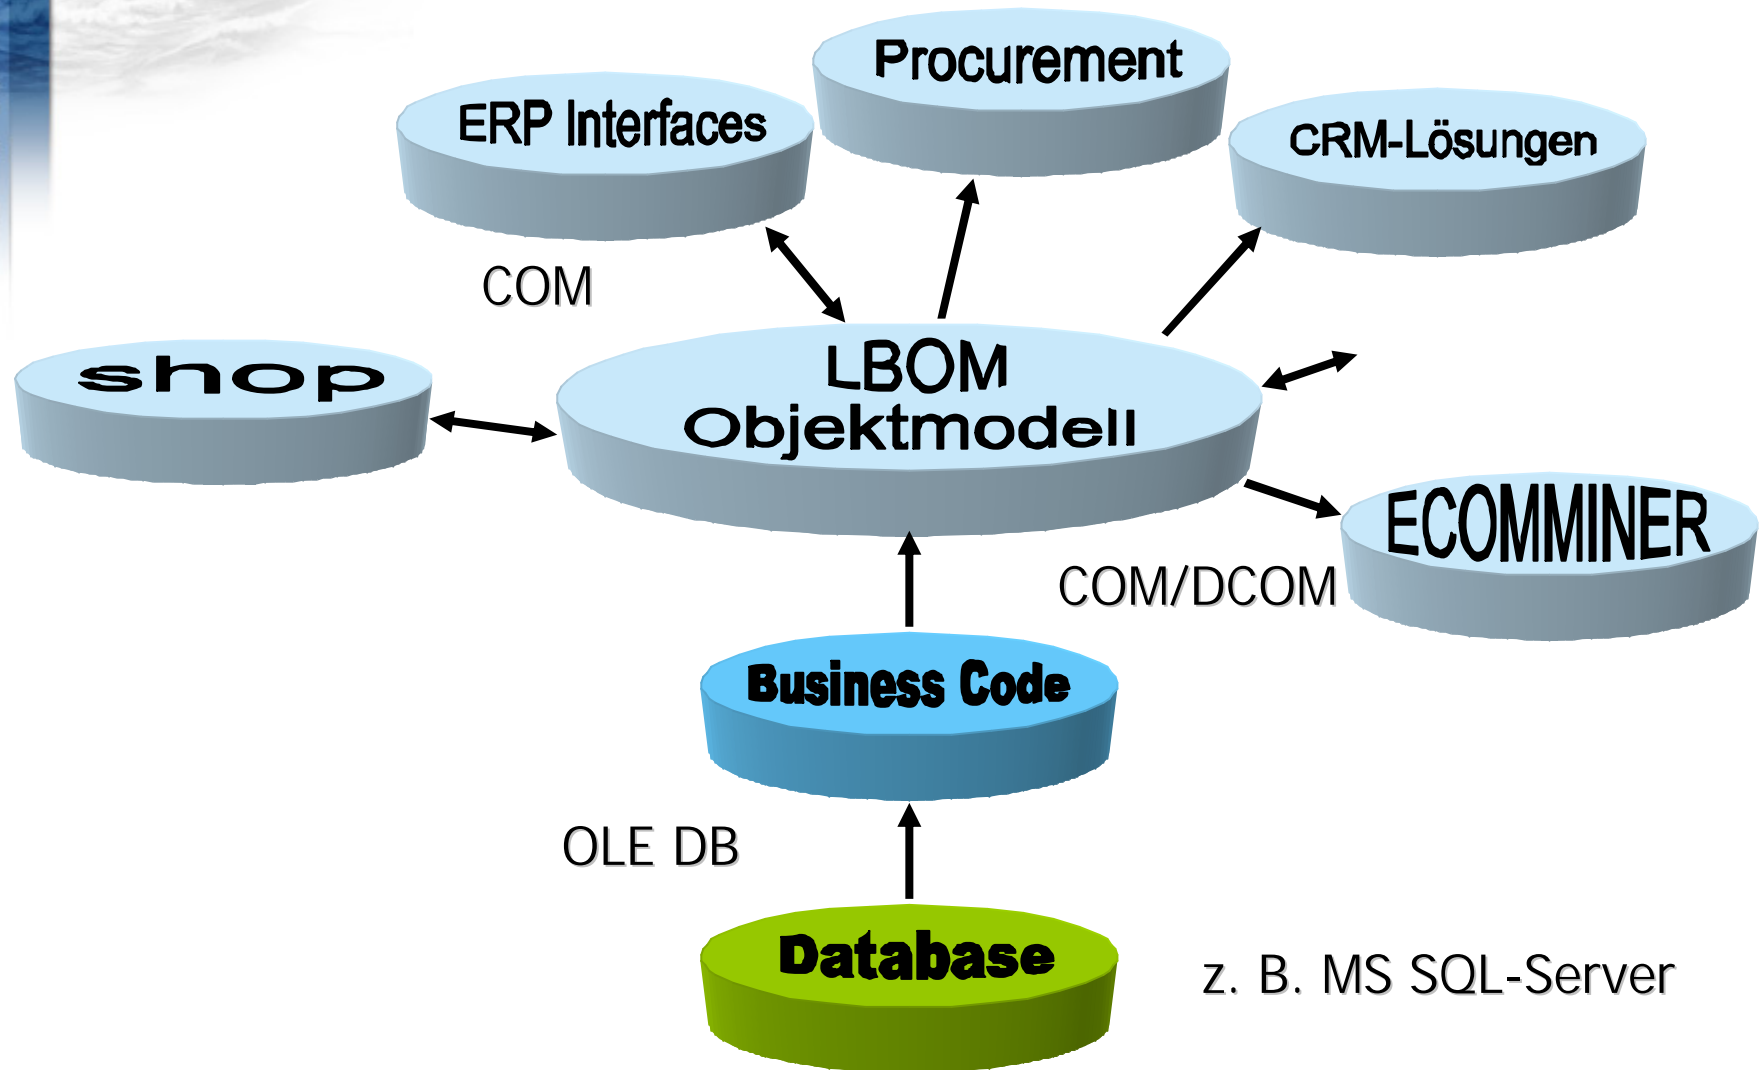 Procurement
ERP Interfaces
CRM-Lösungen
COM
shop
LBOM
Objektmodell
ECOMMINER
COM/DCOM
Business Code
OLE DB
Database
z. B. MS SQL-Server